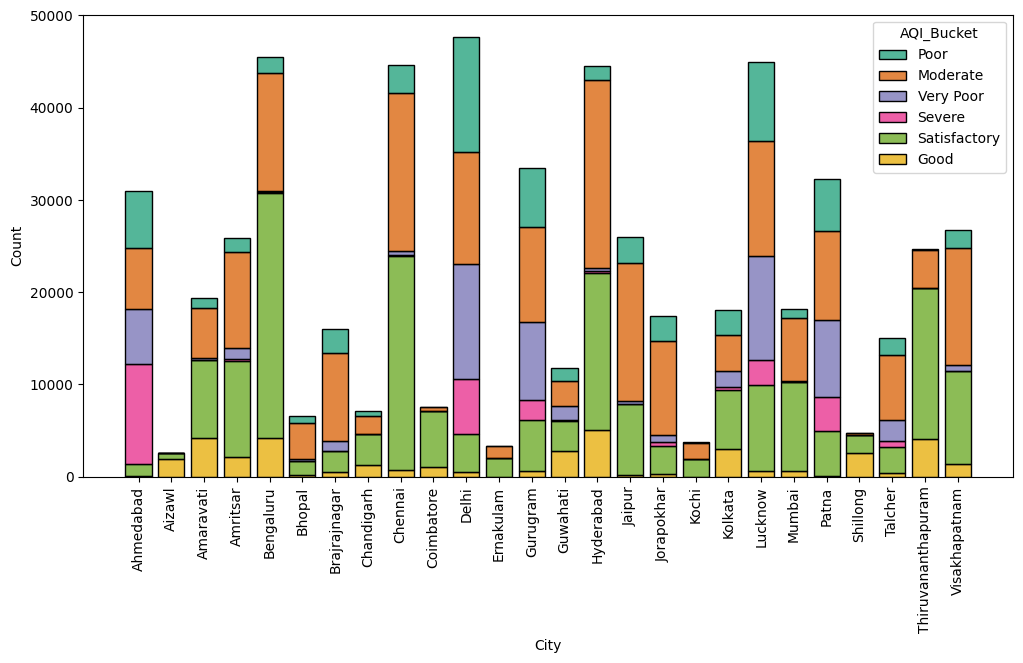 50000
40000
30000
20000
10000
0
Count
AQI_Bucket
Poor
Moderate
Very Poor
Severe
Satisfactory
Good
Ahmedabad
Aizawl
Amaravati
Amritsar
Bengaluru
Bhopal
Brajrajnagar
Chandigarh
Chennai
Coimbatore
Delhi
Ernakulam
Gurugram
Guwahati
Hyderabad
Jaipur
Jorapokhar
Kochi
Kolkata
Lucknow
Mumbai
Patna
Shillong
Talcher
Thiruvananthapuram
Visakhapatnam
City